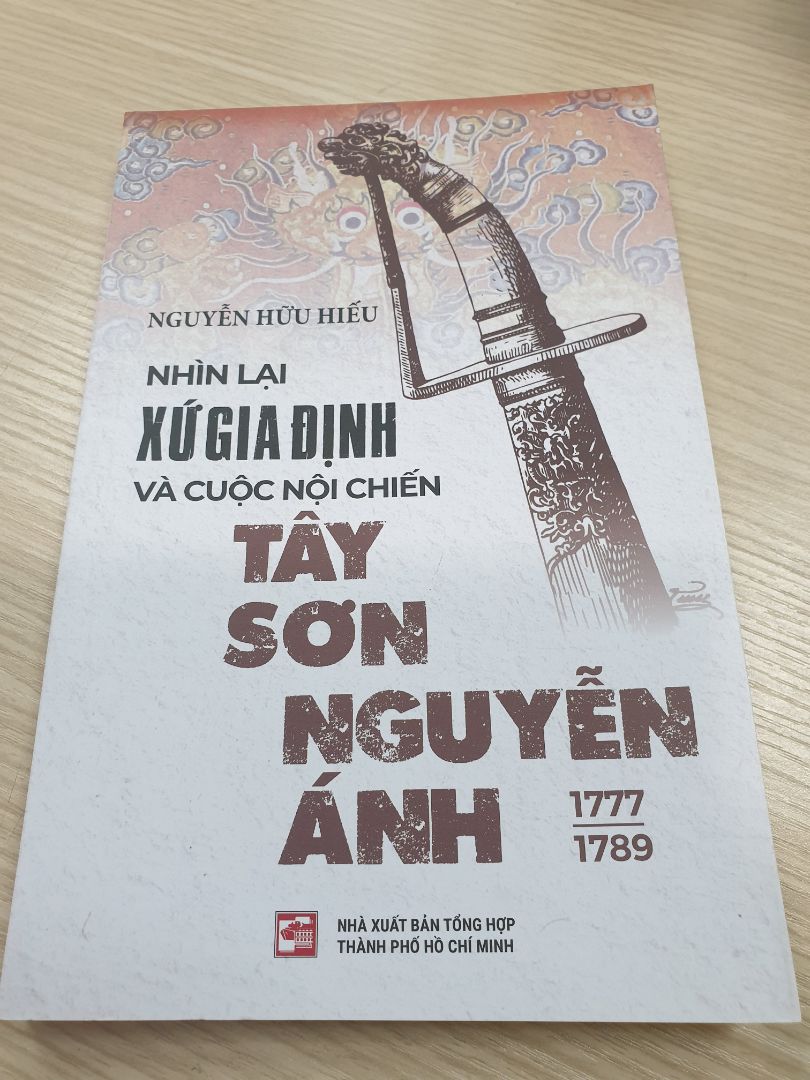 NGUYỄN HỮU HIẾU
NHÌN LẠI
XỨ GIA ĐỊNH
VÀ CUỘC NỘI CHIẾN
TÂY
SƠN
NGUYỄN
ÁNH
1777
1789
NHÀ XUẤT BẢN TỔNG HỢP
THÀNH PHỐ HỒ CHÍ MINH